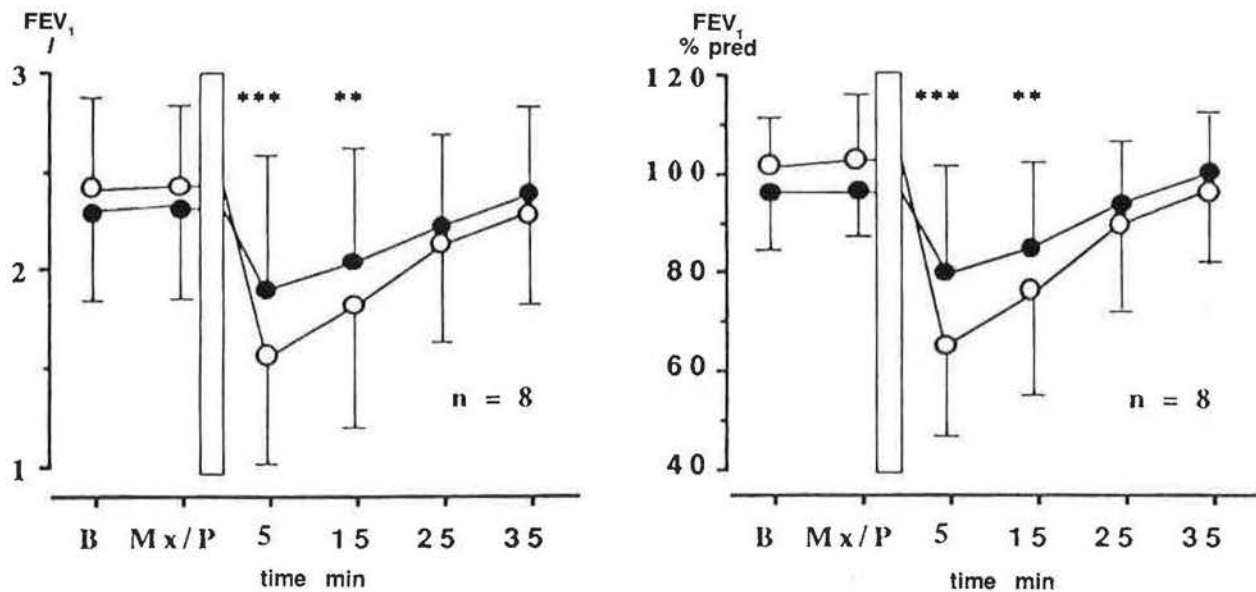 FEV1
l
3
*** **
2
n = 8
1
B Mx/P 5 15 25 35
time min
FEV1
% pred
120
*** **
100
80
60
n = 8
40
B Mx/P 5 15 25 35
time min